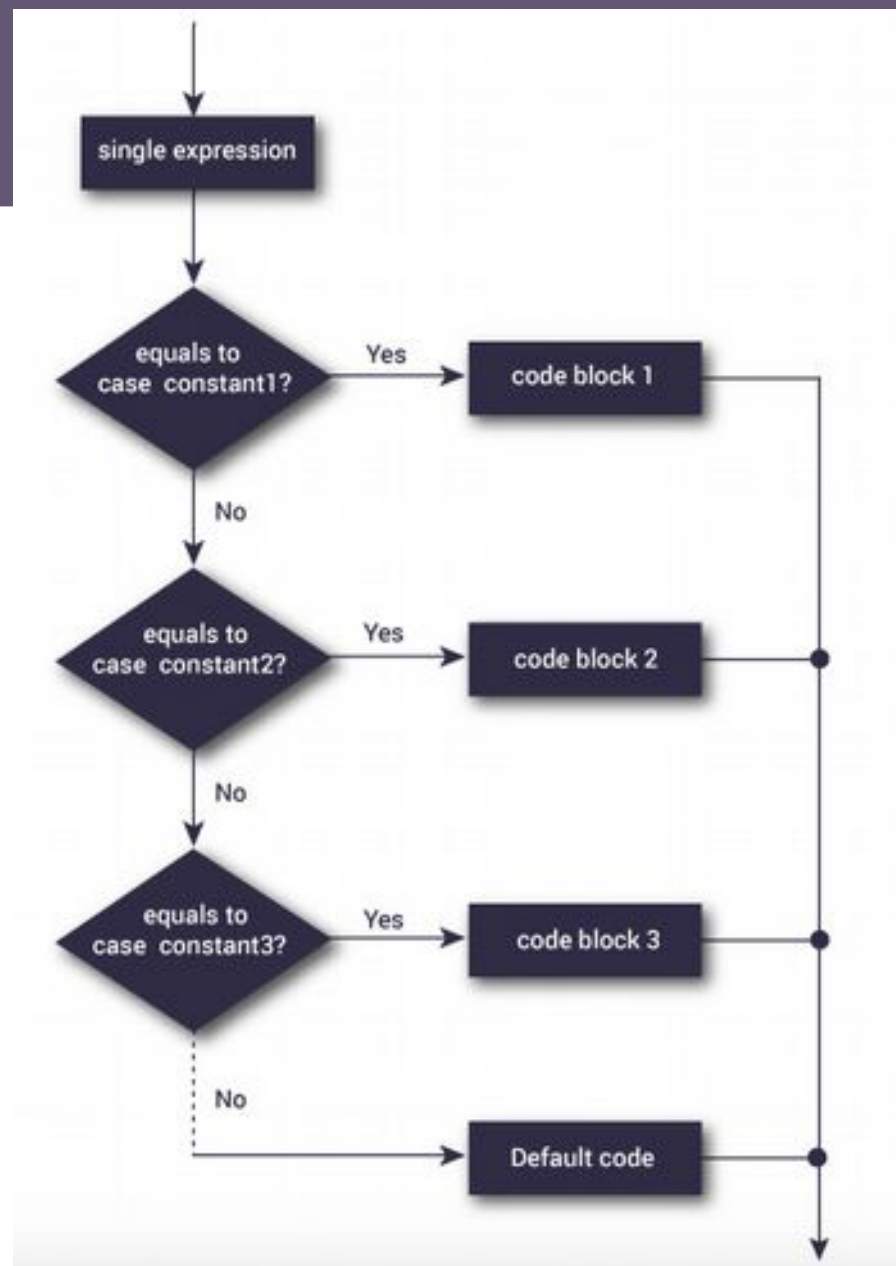 single expression
equals to
case constant1?
Yes
code block 1
No
equals to
case constant2?
Yes
code block 2
No
equals to
case constant3?
Yes
code block 3
No
Default code